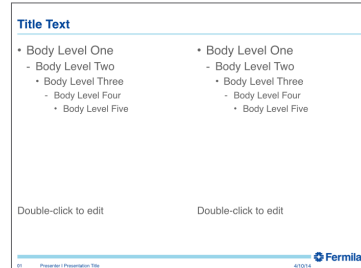 Title Text
• Body Level One
- Body Level Two
• Body Level Three
- Body Level Four
• Body Level Five
Double-click to edit
• Body Level One
- Body Level Two
• Body Level Three
- Body Level Four
• Body Level Five
Double-click to edit
Fermila
91 Presenter | Presentation Title 4/10/14